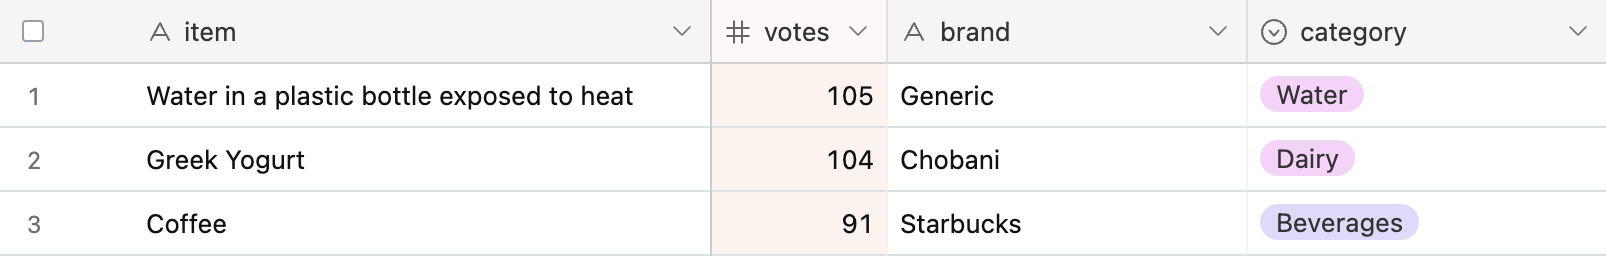 item votes brand category
1 Water in a plastic bottle exposed to heat 105 Generic Water
2 Greek Yogurt 104 Chobani Dairy
3 Coffee 91 Starbucks Beverages